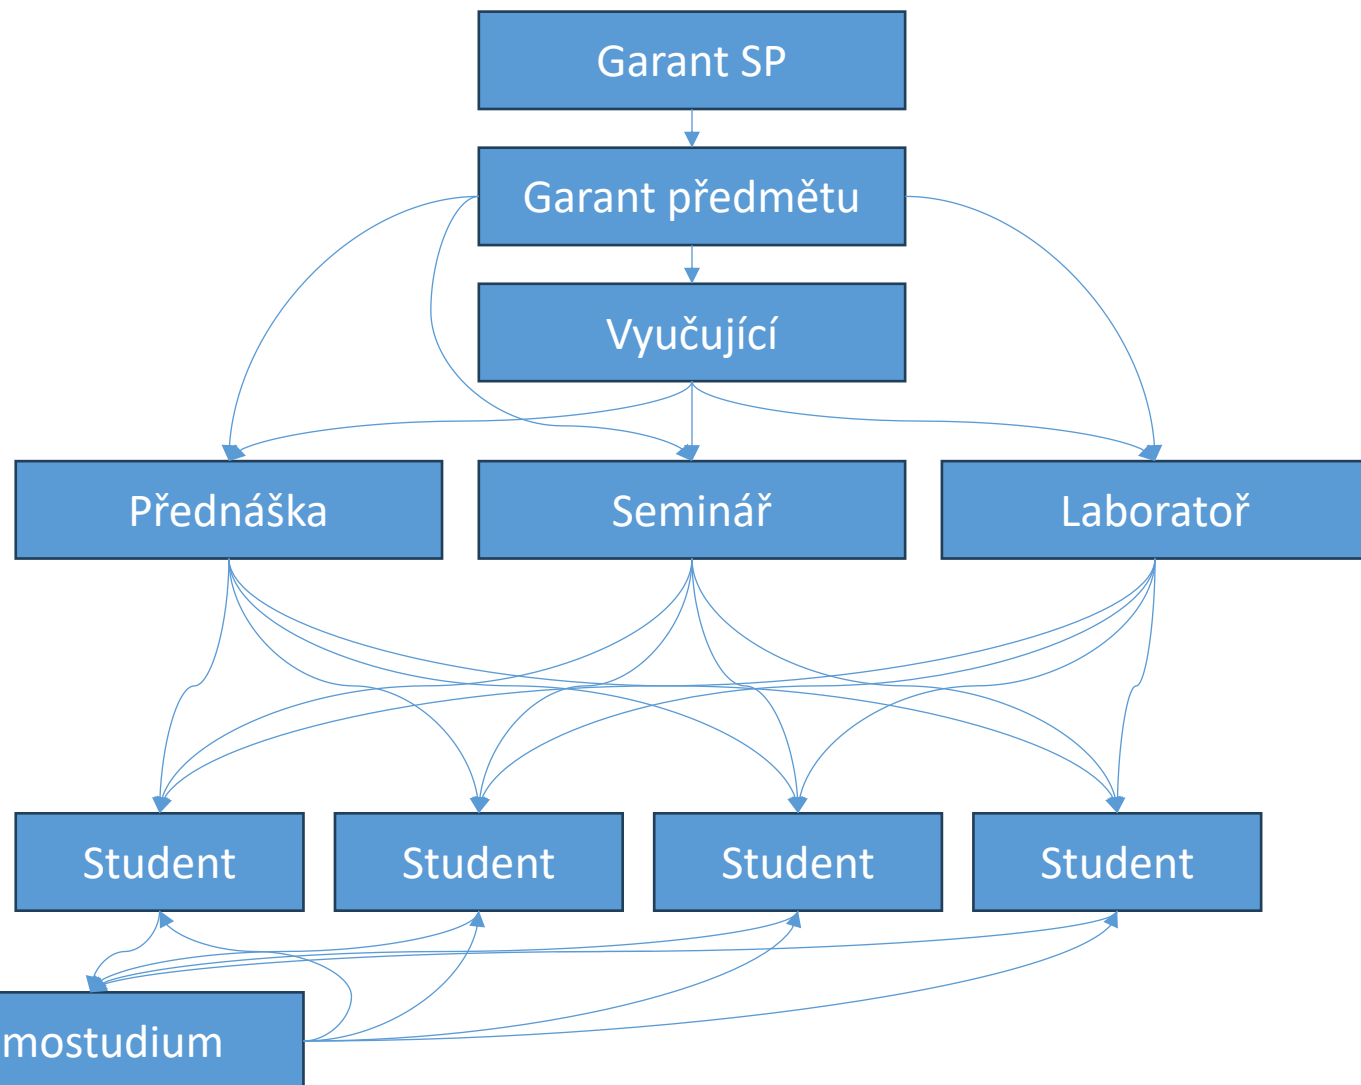 Garant SP
Garant předmětu
Vyučující
Přednáška
Seminář
Laboratoř
Student
Student
Student
Student
mostudium